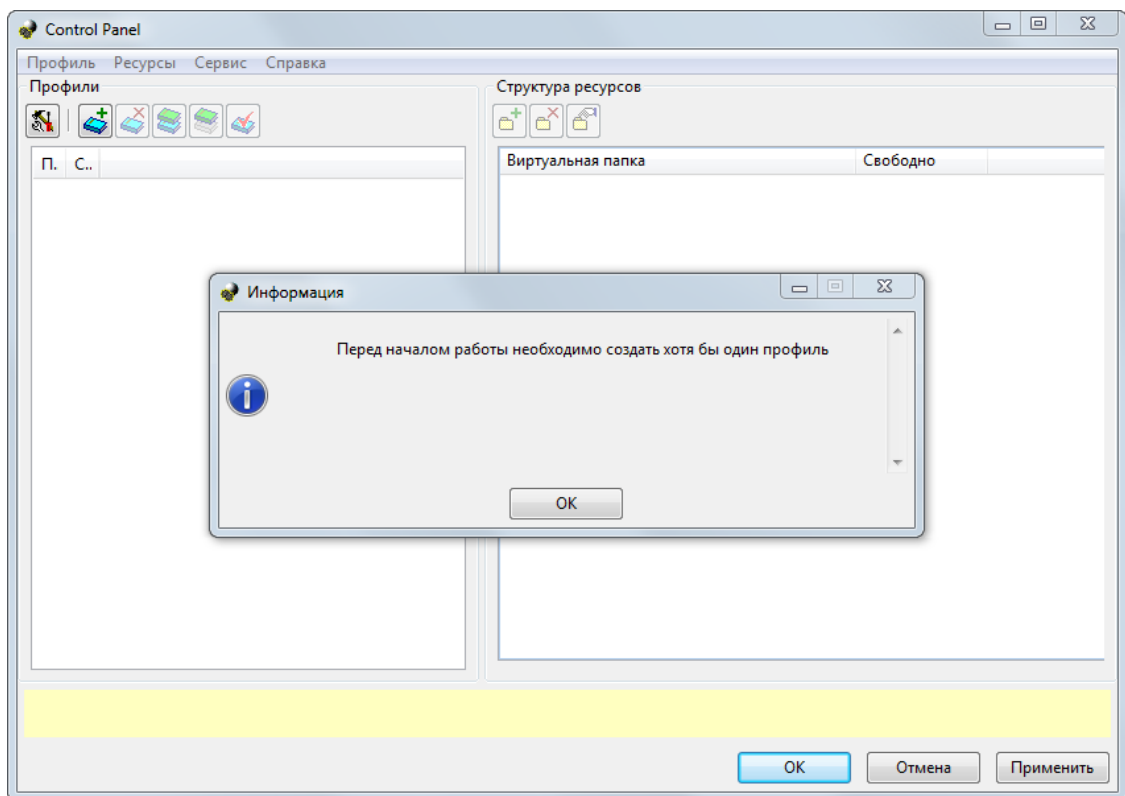 Control Panel
Профиль Ресурсы Сервис Справка
Профили
Структура ресурсов
П. С..
Виртуальная папка Свободно
Информация
Перед началом работы необходимо создать хотя бы один профиль
OK
OK Отмена Применить